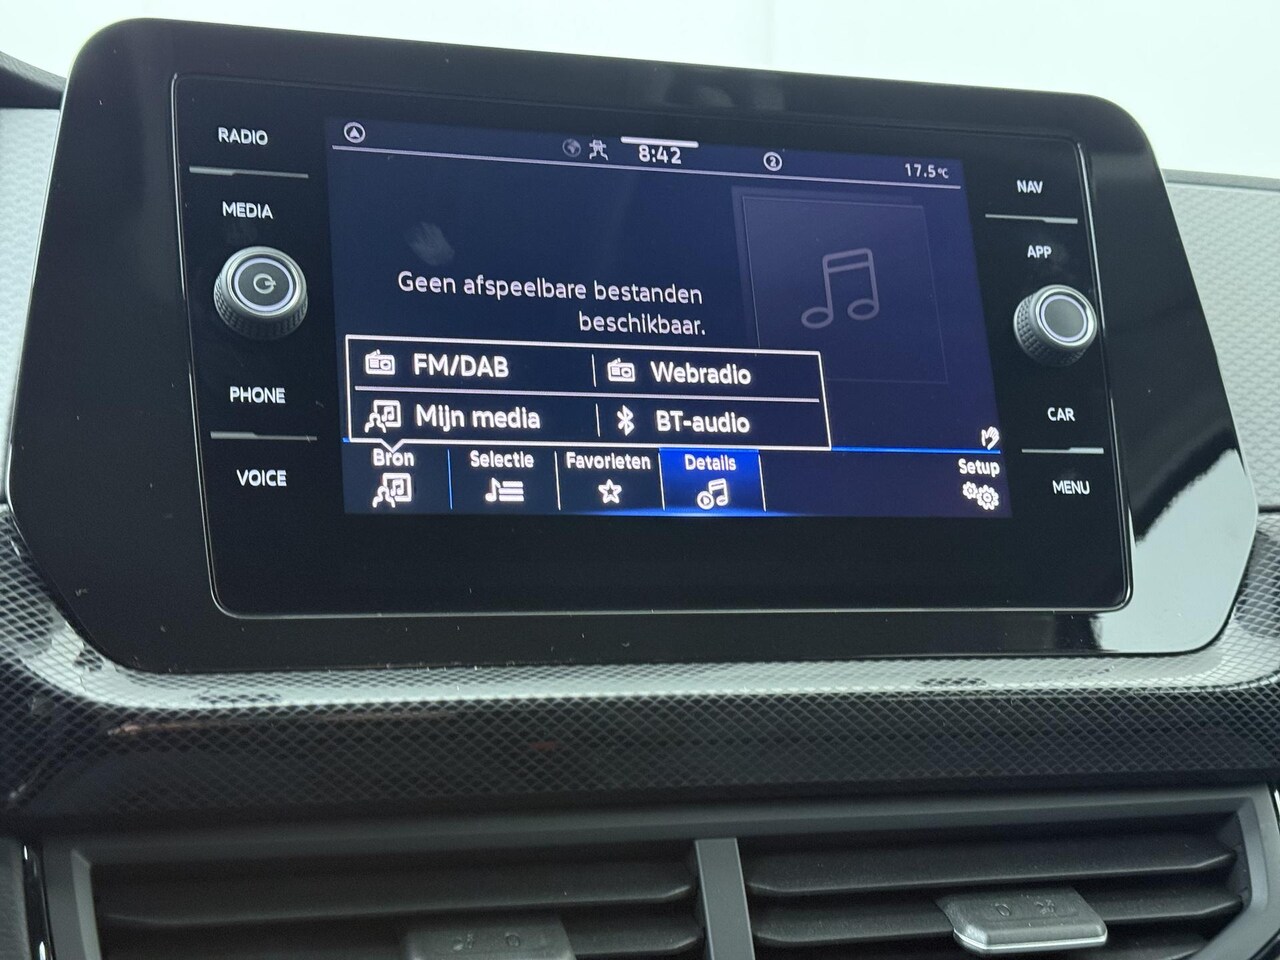 RADIO
MEDIA
PHONE
VOICE
8:42
2
17.5°C
Geen afspeelbare bestanden
beschikbaar.
FM/DAB
Webradio
Mijn media
BT-audio
Bron
Selectie
Favorieten
Details
Setup
NAV
APP
CAR
MENU